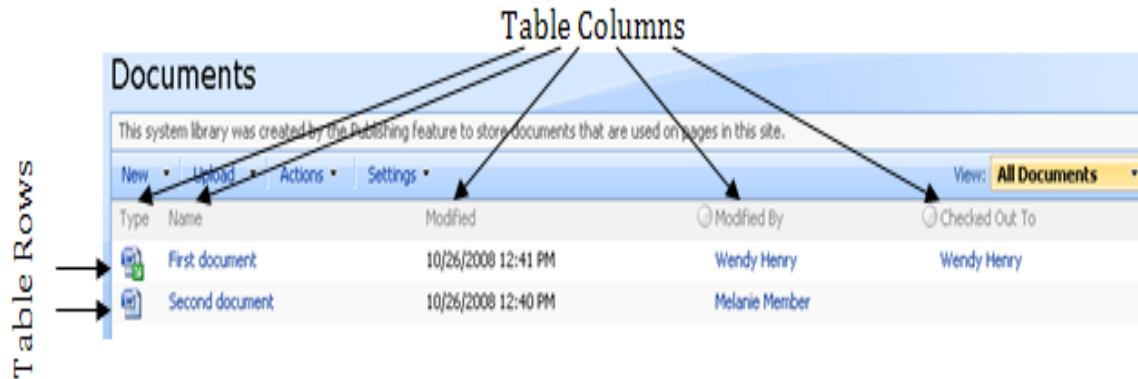 Table Columns
Documents
This system library was created by the Publishing feature to store documents that are used on pages in this site.
New Upload Actions Settings View: All Documents
Type Name Modified Modified By Checked Out To
First document 10/26/2008 12:41 PM Wendy Henry Wendy Henry
Second document 10/26/2008 12:40 PM Melanie Member
Table Rows